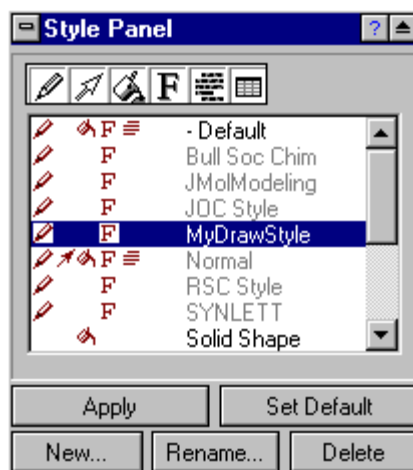 Style Panel ?
F
F - Default
F Bull Soc Chim
F JMolModeling
F JOC Style
F MyDrawStyle
F Normal
F RSC Style
F SYNLETT
Solid Shape
Apply Set Default
New... Rename... Delete